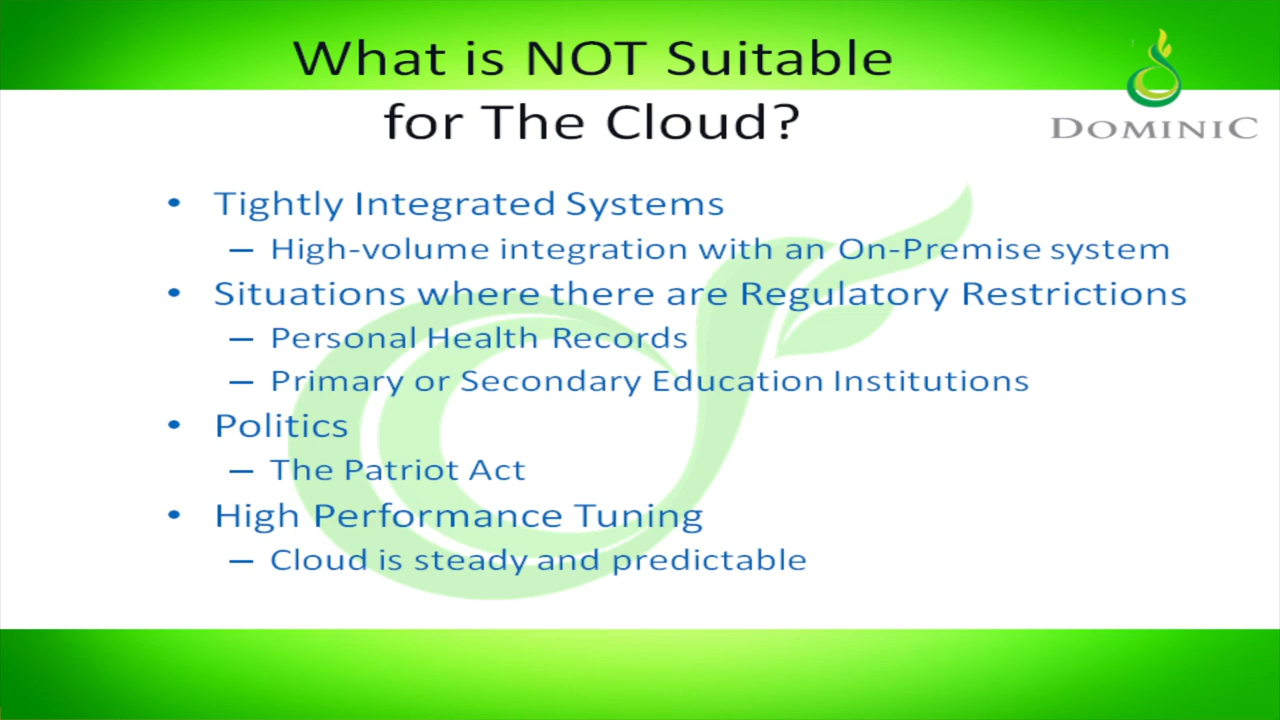 What is NOT Suitable
for The Cloud?
DOMINIC
• Tightly Integrated Systems
– High-volume integration with an On-Premise system
• Situations where there are Regulatory Restrictions
– Personal Health Records
– Primary or Secondary Education Institutions
• Politics
– The Patriot Act
• High Performance Tuning
– Cloud is steady and predictable